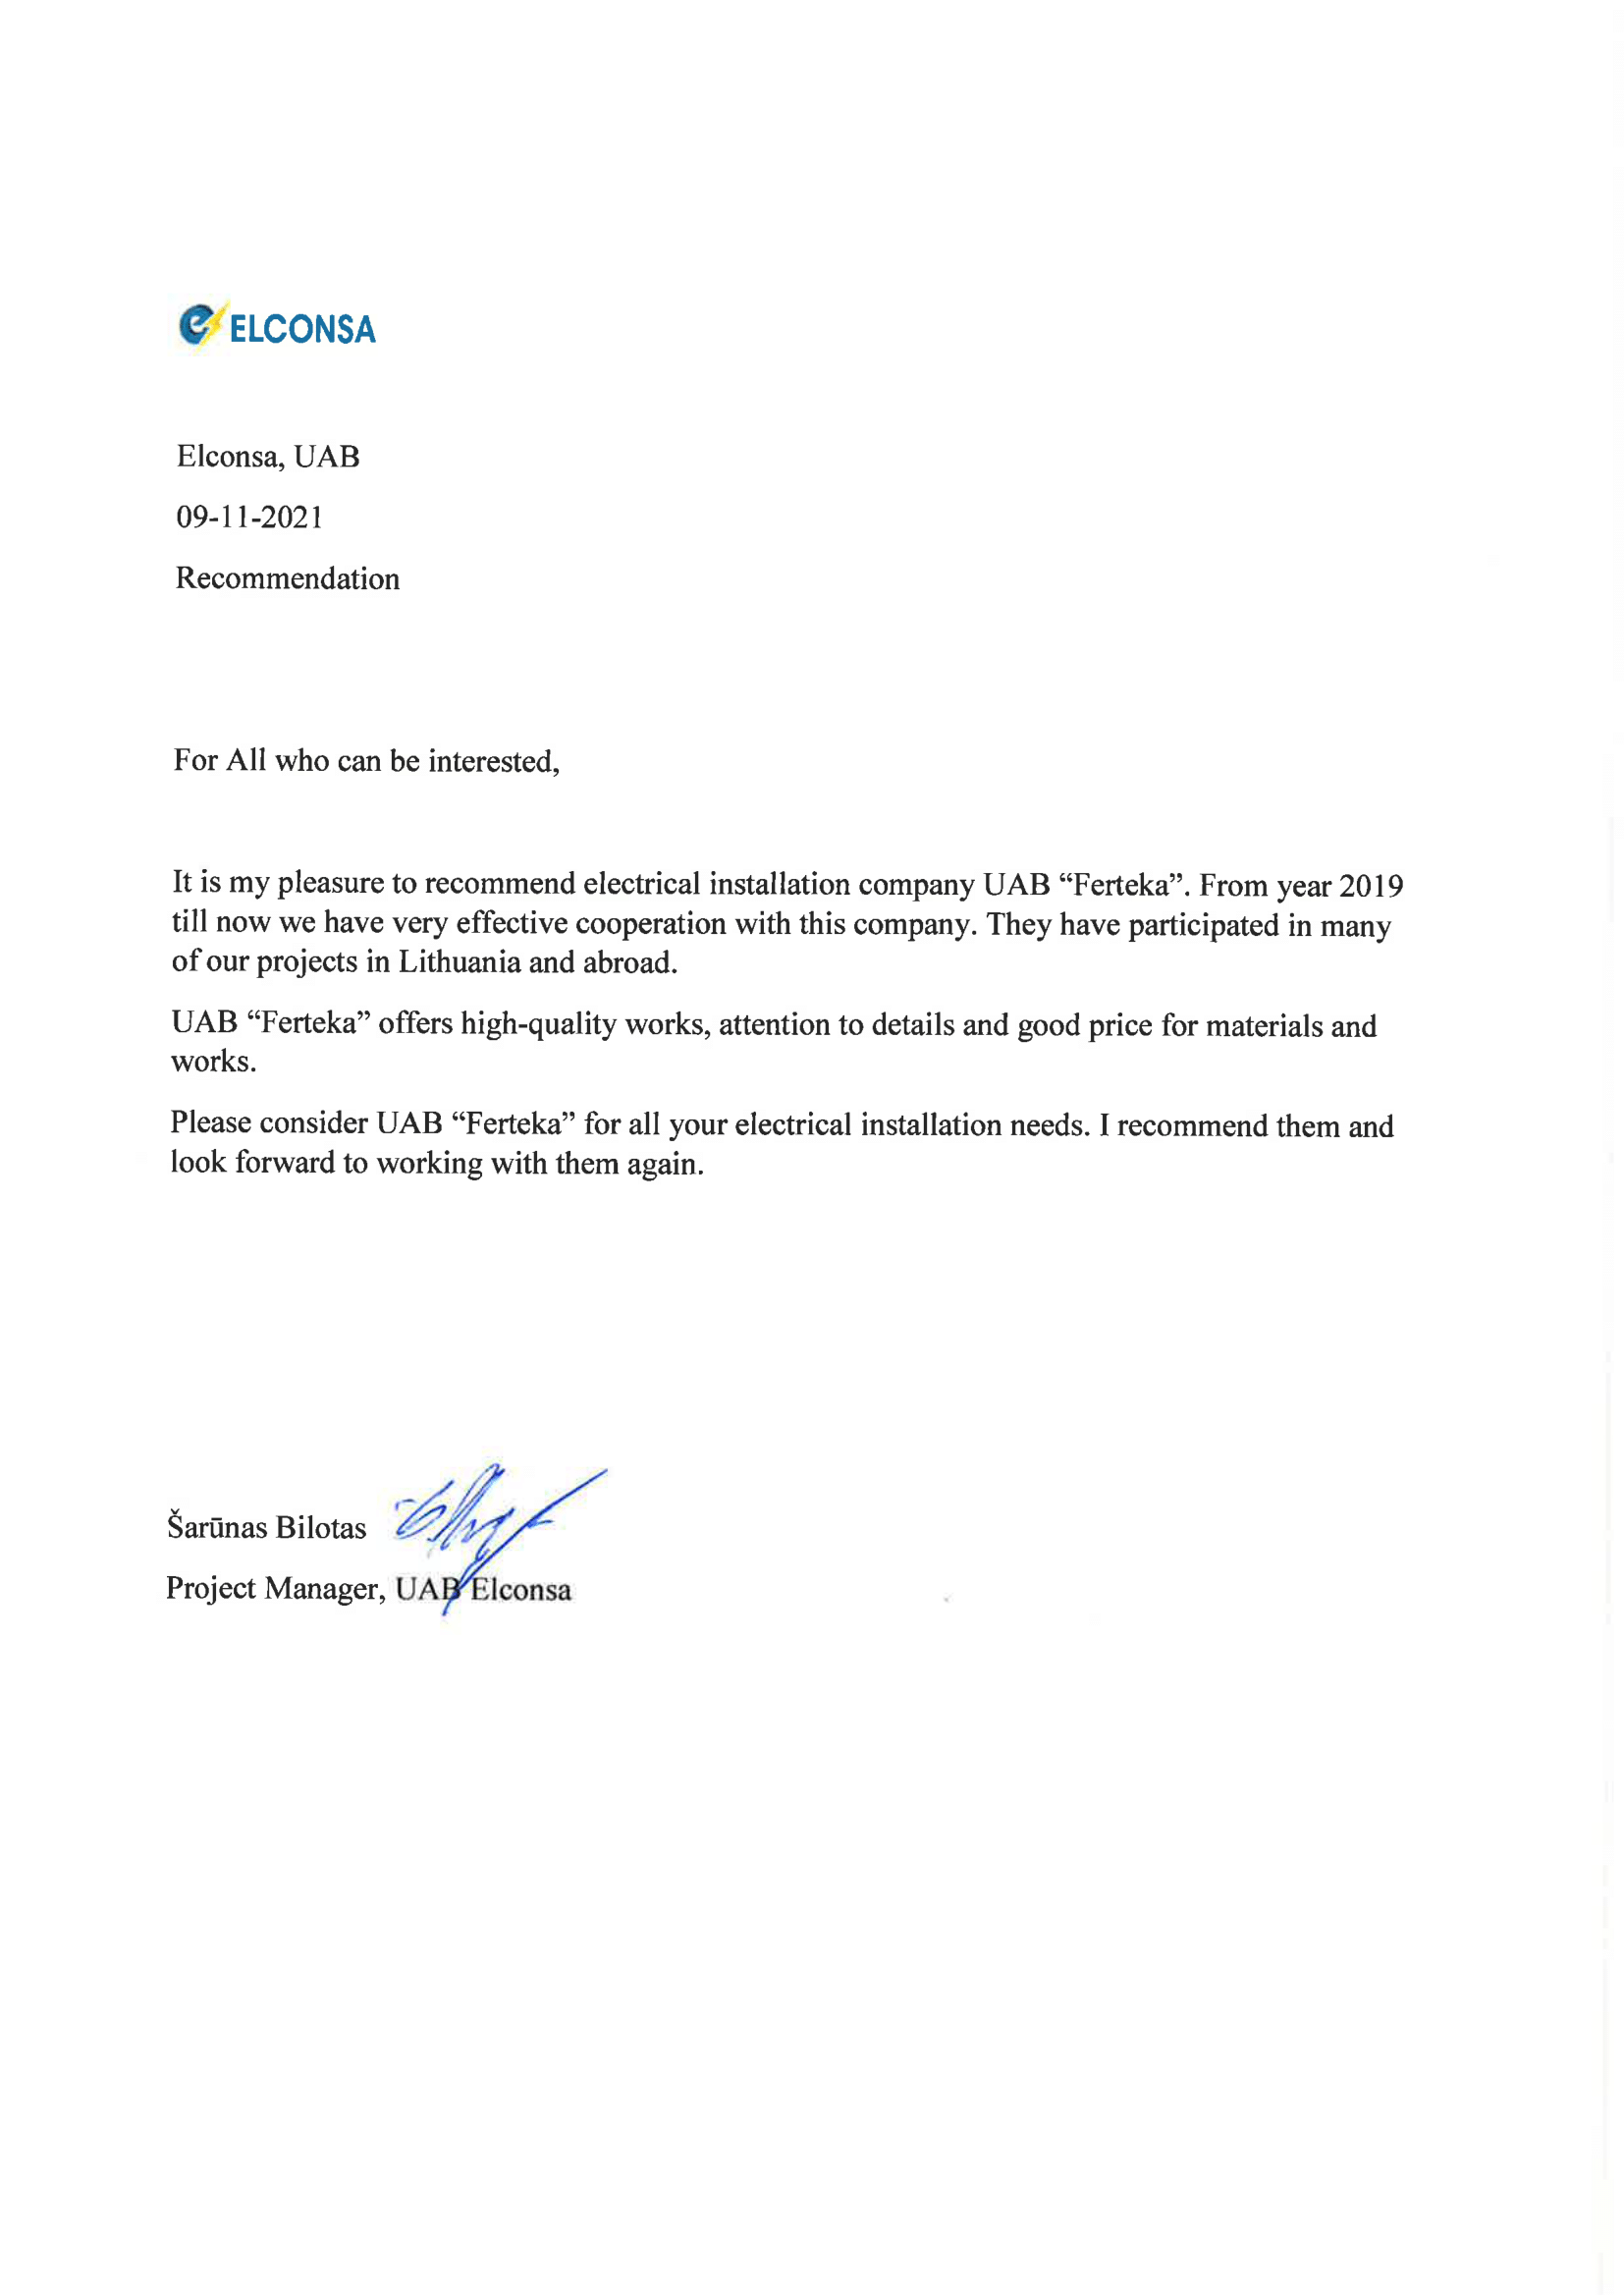 ELCONSA
Elconsa, UAB
09-11-2021
Recommendation
For All who can be interested,
It is my pleasure to recommend electrical installation company UAB “Ferteka”. From year 2019
till now we have very effective cooperation with this company. They have participated in many
of our projects in Lithuania and abroad.
UAB “Ferteka” offers high-quality works, attention to details and good price for materials and
works.
Please consider UAB “Ferteka” for all your electrical installation needs. I recommend them and
look forward to working with them again.
Šarūnas Bilotas
Project Manager, UAB Elconsa